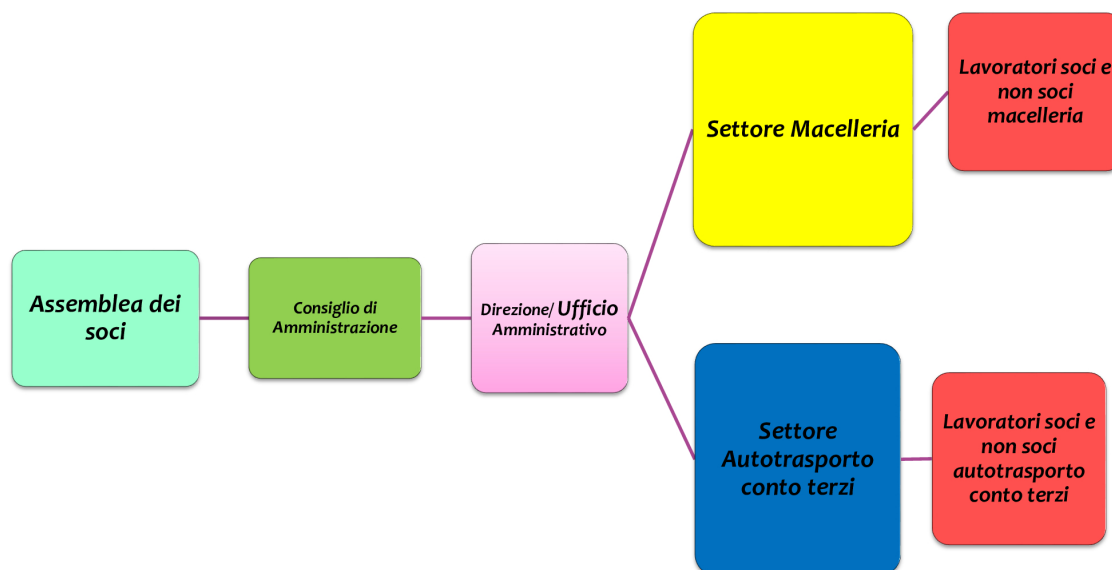 Assemblea dei
soci
Consiglio di
Amministrazione
Direzione/ Ufficio
Amministrativo
Settore Macelleria
Lavoratori soci e
non soci
macelleria
Settore
Autotrasporto
conto terzi
Lavoratori soci e
non soci
autotrasporto
conto terzi